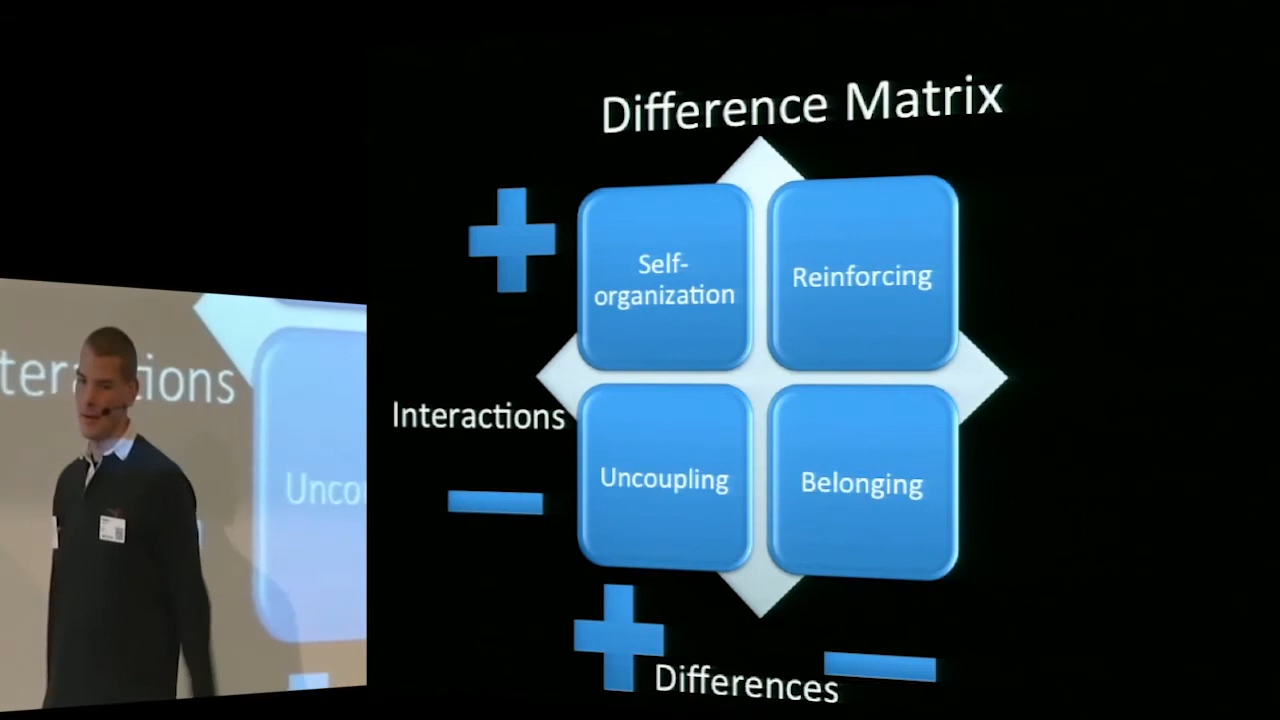 Difference Matrix
Self-
organization
Reinforcing
Interactions
Uncoupling
Belonging
Differences
teractions
Unco